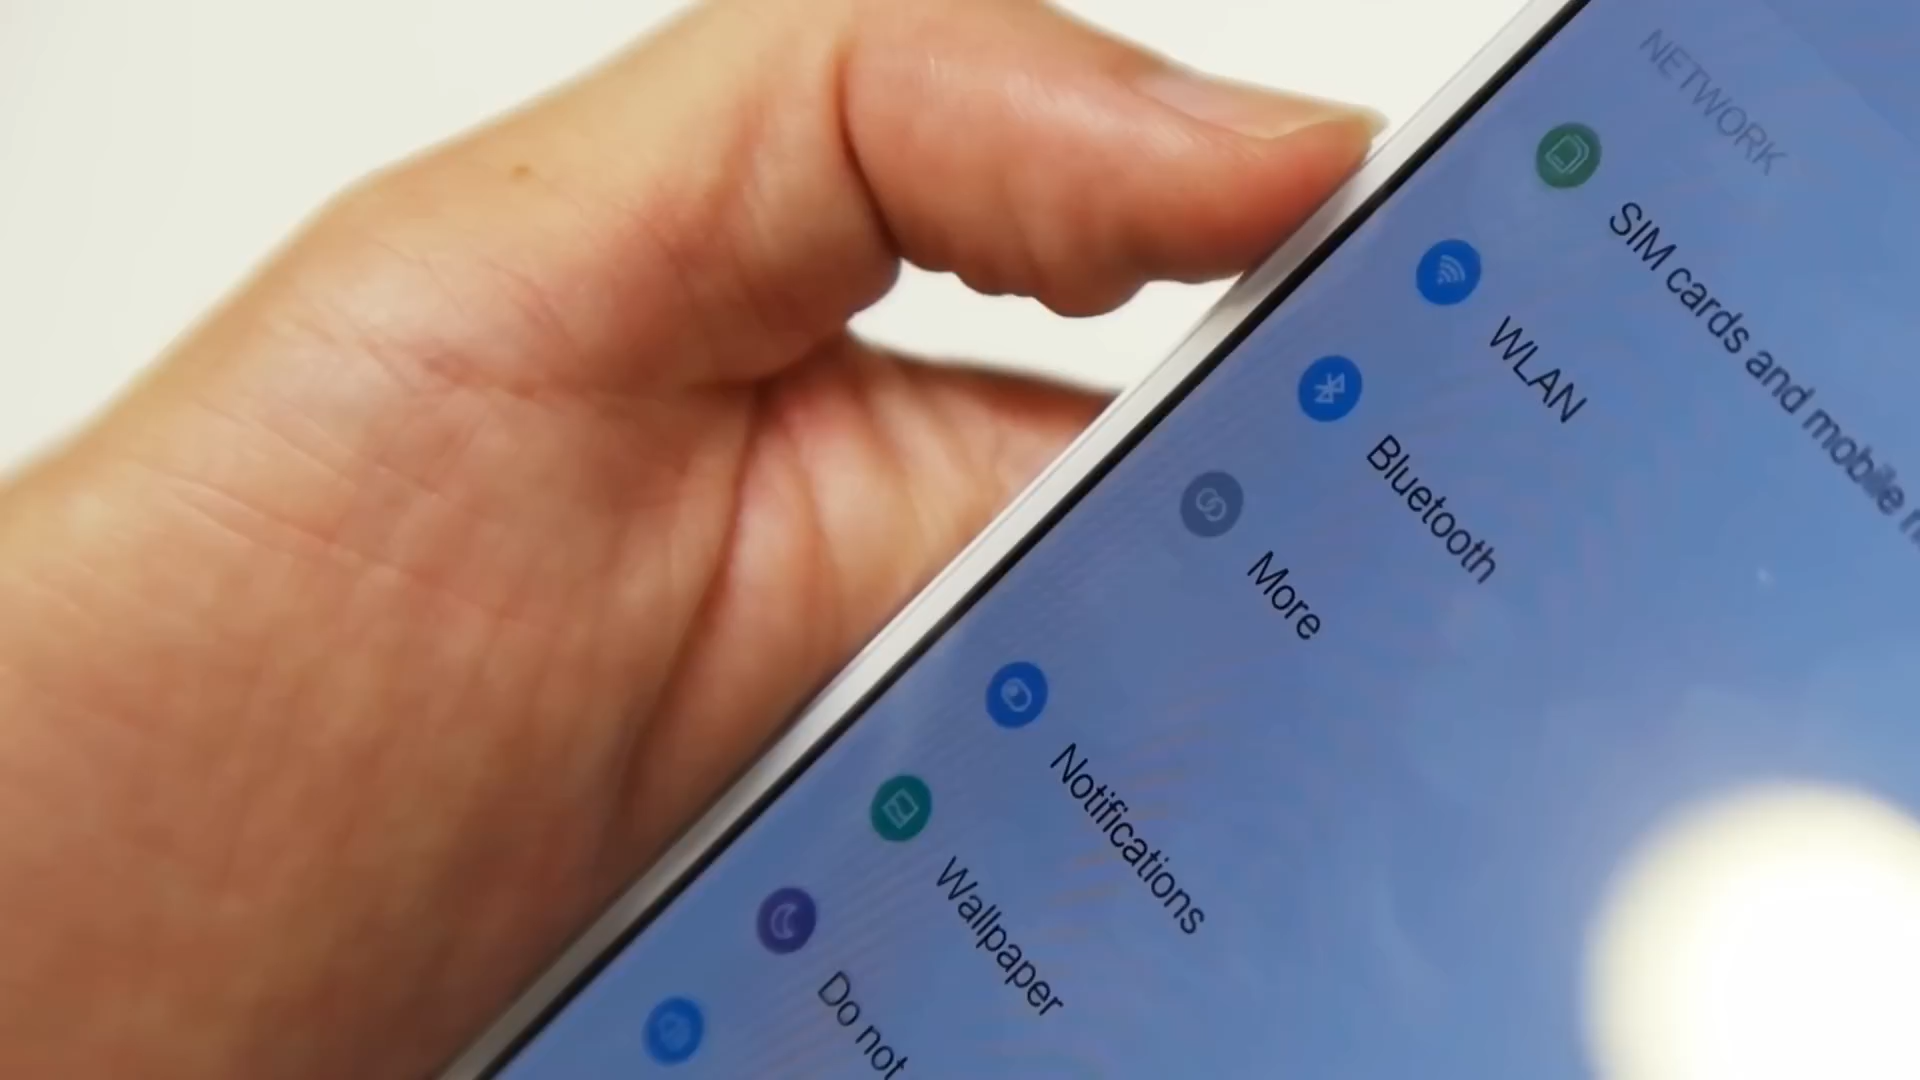 NETWORK
SIM cards and mobile
WLAN
Bluetooth
More
Notifications
Wallpaper
Do not